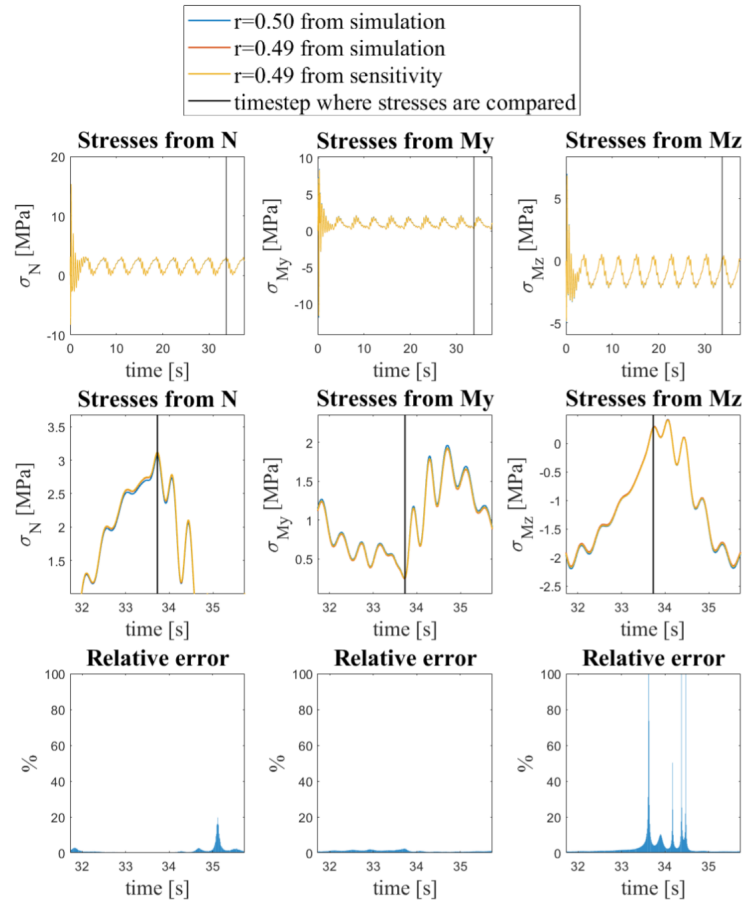 r=0.50 from simulation
r=0.49 from simulation
r=0.49 from sensitivity
timestep where stresses are compared
Stresses from N
Stresses from My
Stresses from Mz
σN [MPa]
20
10
0
-10
0 10 20 30
time [s]
σMy [MPa]
10
5
0
-5
-10
0 10 20 30
time [s]
σMz [MPa]
5
0
-5
0 10 20 30
time [s]
Stresses from N
Stresses from My
Stresses from Mz
σN [MPa]
3.5
3
2.5
2
1.5
32 33 34 35
time [s]
σMy [MPa]
2
1.5
1
0.5
32 33 34 35
time [s]
σMz [MPa]
0
-0.5
-1
-1.5
-2
-2.5
32 33 34 35
time [s]
Relative error
Relative error
Relative error
%
100
80
60
40
20
0
32 33 34 35
time [s]
%
100
80
60
40
20
0
32 33 34 35
time [s]
%
100
80
60
40
20
0
32 33 34 35
time [s]